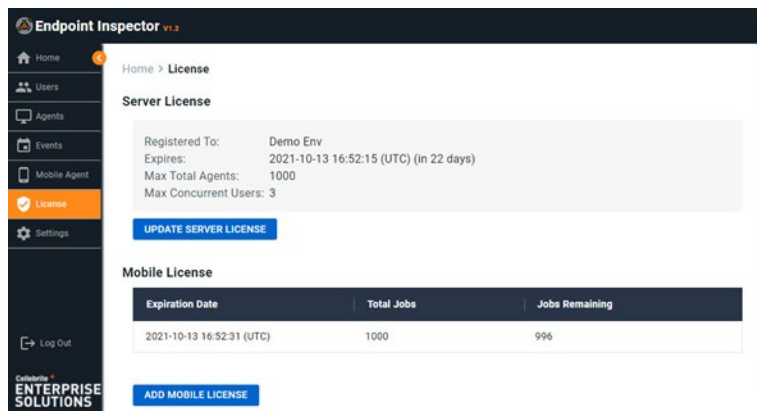 Endpoint Inspector V1.2
Home
Users
Agents
Events
Mobile Agent
License
Settings
Log Out
Cellebrite
ENTERPRISE
SOLUTIONS
Home > License
Server License
Registered To: Demo Env
Expires: 2021-10-13 16:52:15 (UTC) (in 22 days)
Max Total Agents: 1000
Max Concurrent Users: 3
UPDATE SERVER LICENSE
Mobile License
Expiration Date Total Jobs Jobs Remaining
2021-10-13 16:52:31 (UTC) 1000 996
ADD MOBILE LICENSE